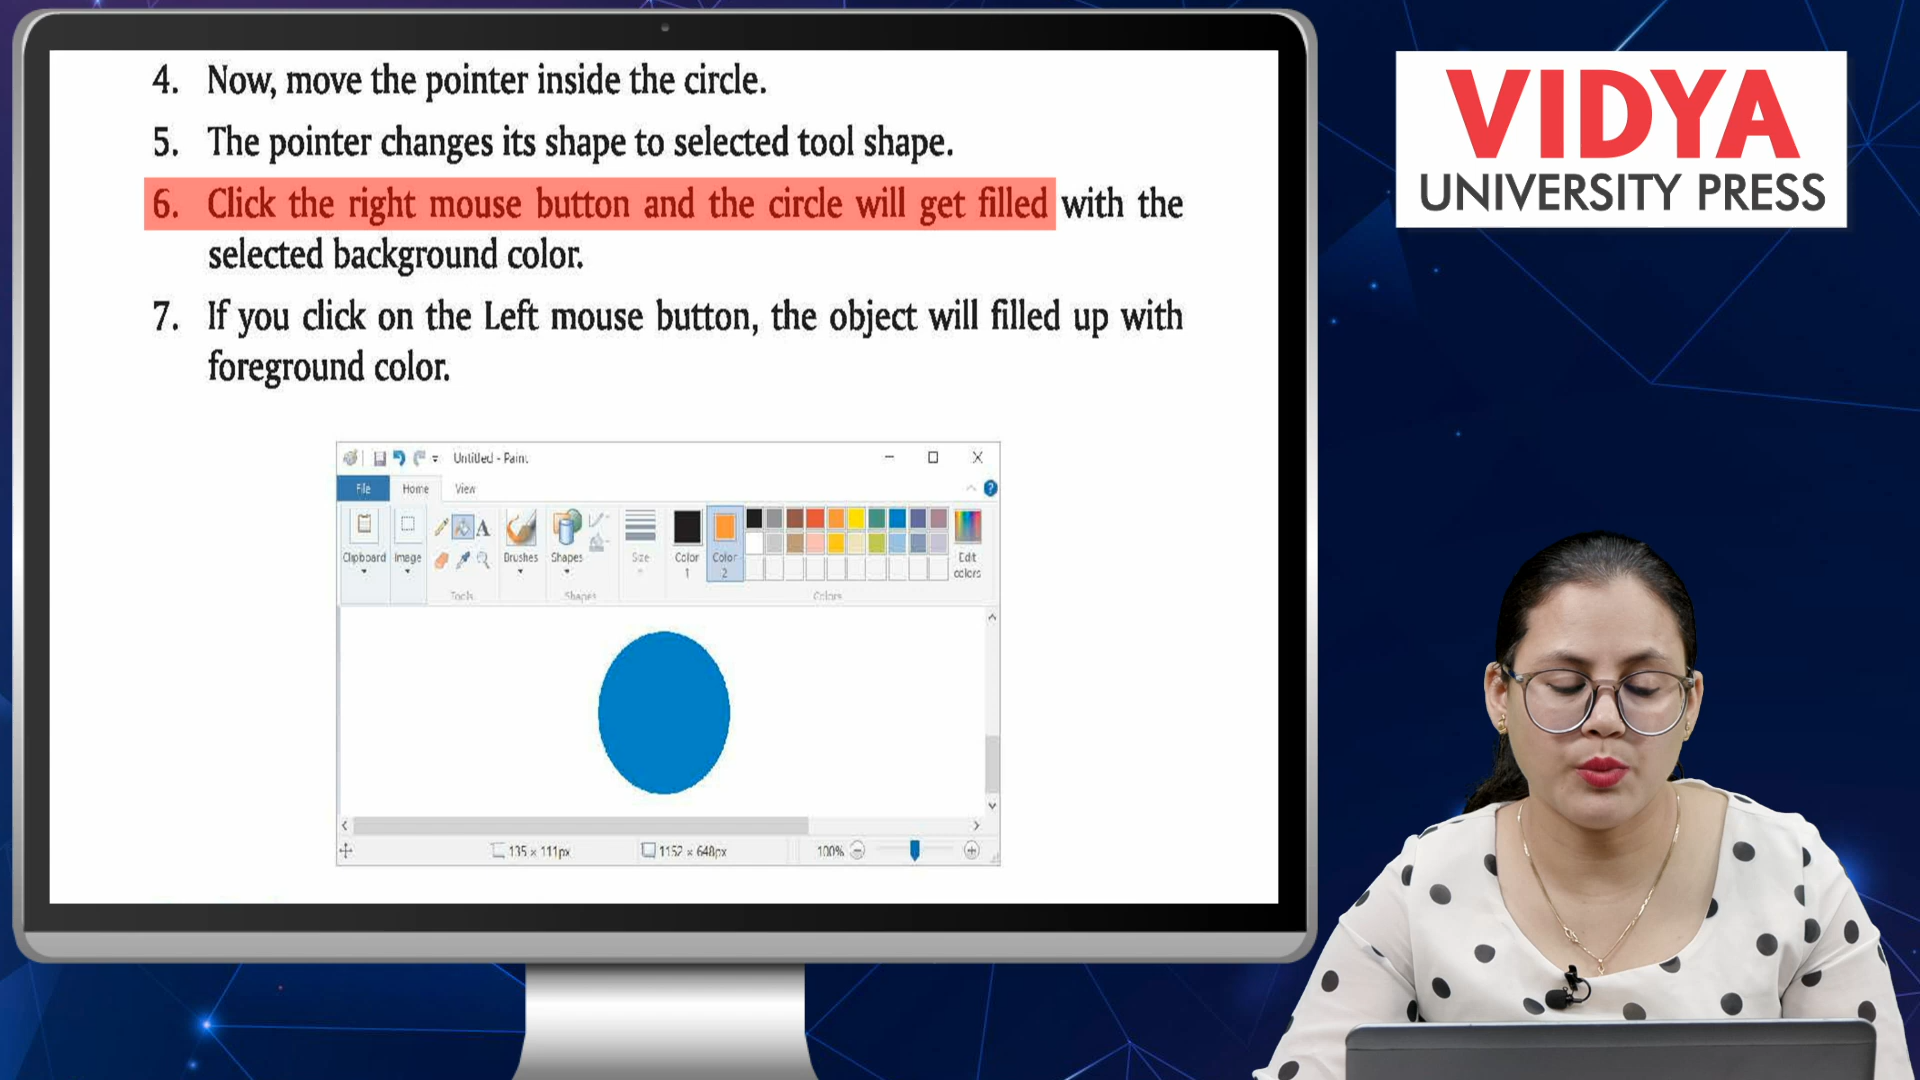 4. Now, move the pointer inside the circle.
5. The pointer changes its shape to selected tool shape.
6. Click the right mouse button and the circle will get filled with the
selected background color.
7. If you click on the Left mouse button, the object will filled up with
foreground color.
VIDYA
UNIVERSITY PRESS
Untitled - Paint
File Home View
Clipboard Image Brushes Shapes Size Color 1 Color 2 Edit colors
Tools Shapes Colors
135 × 111px 1152 × 648px 100%